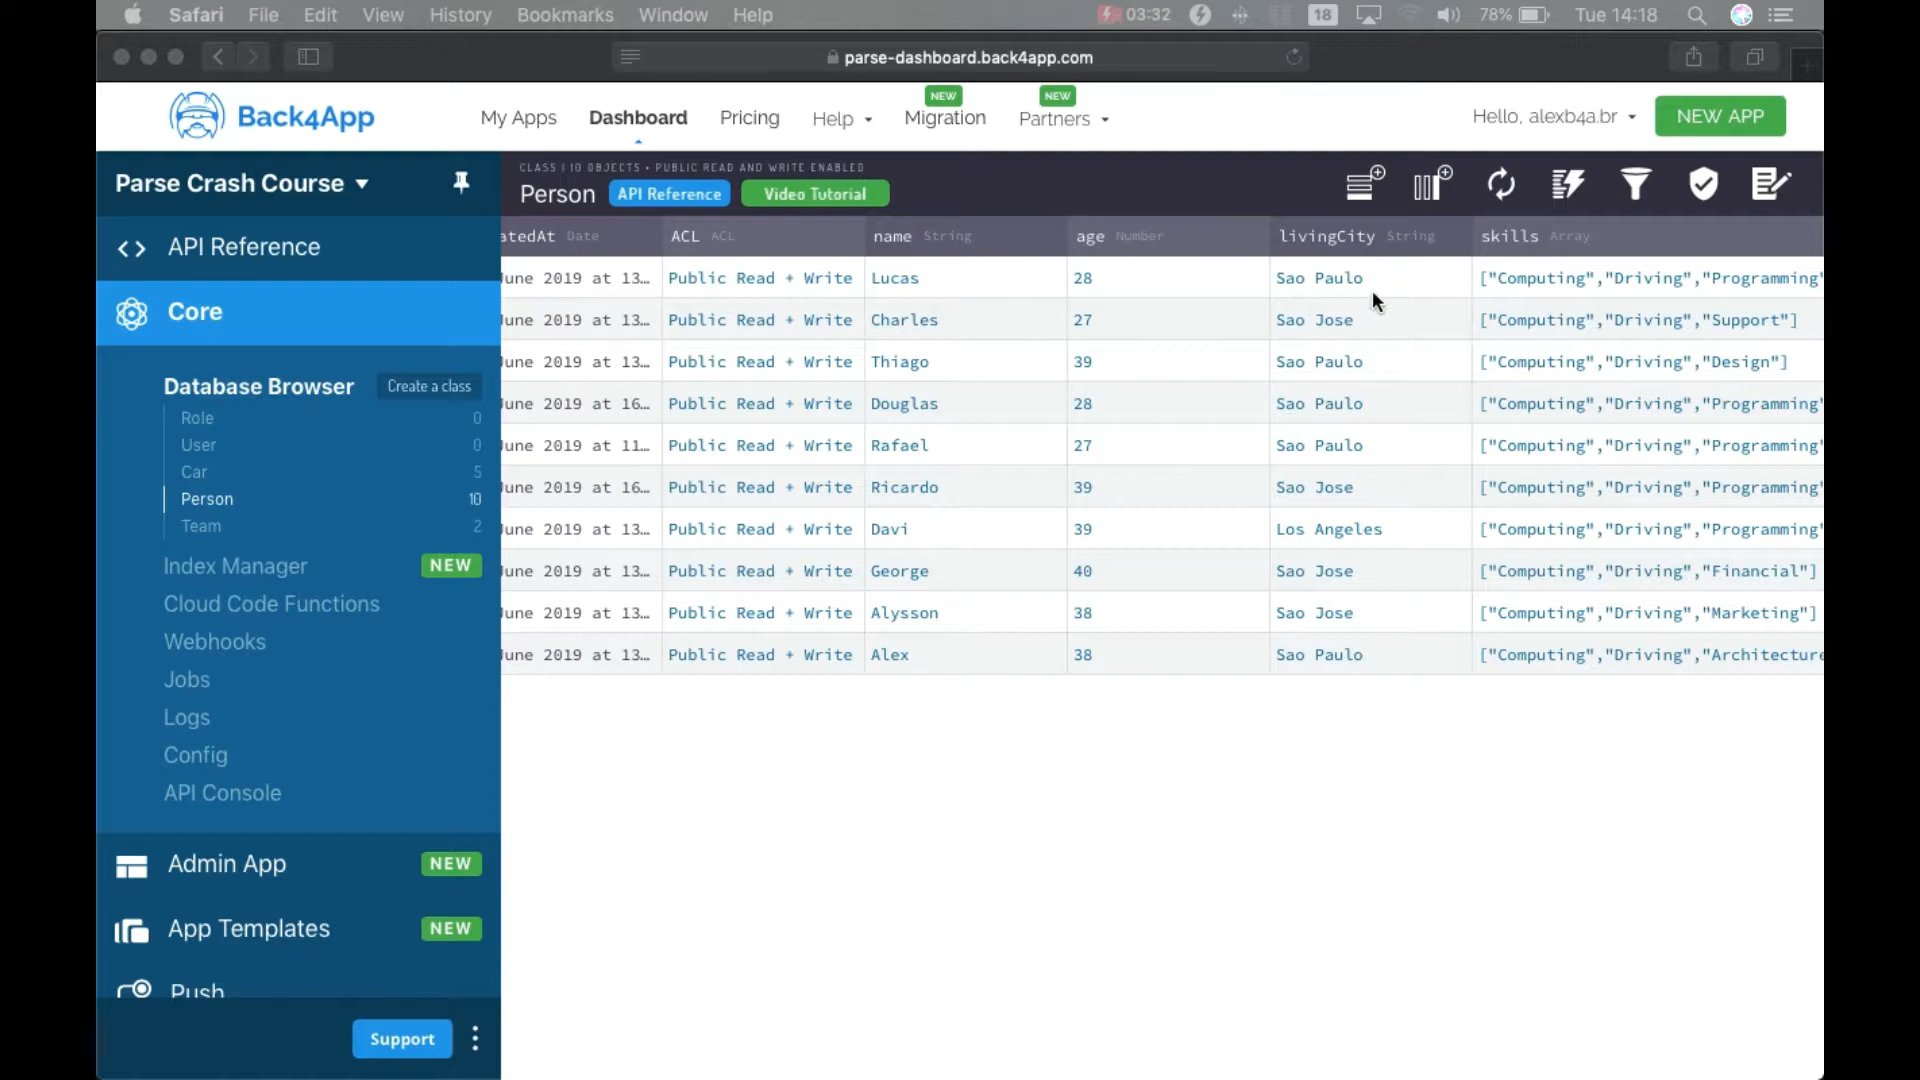 Safari File Edit View History Bookmarks Window Help 03:32 18 78% Tue 14:18
parse-dashboard.back4app.com
Back4App My Apps Dashboard Pricing Help NEW Migration NEW Partners Hello, alexb4a.br NEW APP
Parse Crash Course
CLASS | 10 OBJECTS • PUBLIC READ AND WRITE ENABLED
Person API Reference Video Tutorial
atedAt Date ACL ACL name String age Number livingCity String skills Array
June 2019 at 13… Public Read + Write Lucas 28 Sao Paulo ["Computing","Driving","Programming"
June 2019 at 13… Public Read + Write Charles 27 Sao Jose ["Computing","Driving","Support"]
June 2019 at 13… Public Read + Write Thiago 39 Sao Paulo ["Computing","Driving","Design"]
June 2019 at 16… Public Read + Write Douglas 28 Sao Paulo ["Computing","Driving","Programming"
June 2019 at 11… Public Read + Write Rafael 27 Sao Paulo ["Computing","Driving","Programming"
June 2019 at 16… Public Read + Write Ricardo 39 Sao Jose ["Computing","Driving","Programming"
June 2019 at 13… Public Read + Write Davi 39 Los Angeles ["Computing","Driving","Programming"
June 2019 at 13… Public Read + Write George 40 Sao Jose ["Computing","Driving","Financial"]
June 2019 at 13… Public Read + Write Alysson 38 Sao Jose ["Computing","Driving","Marketing"]
June 2019 at 13… Public Read + Write Alex 38 Sao Paulo ["Computing","Driving","Architecture
API Reference
Core
Database Browser Create a class
Role 0
User 0
Car 5
Person 10
Team 2
Index Manager NEW
Cloud Code Functions
Webhooks
Jobs
Logs
Config
API Console
Admin App NEW
App Templates NEW
Push
Support